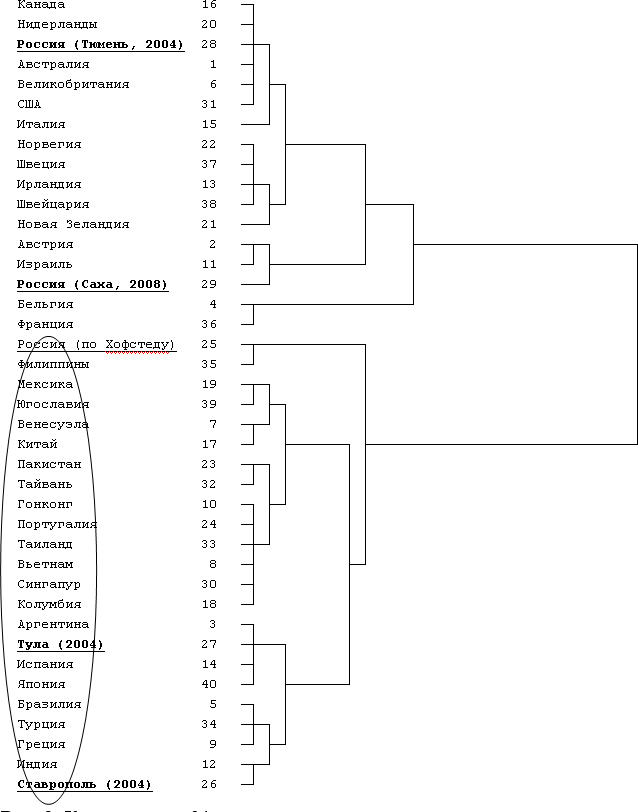 Канада 16
Нидерланды 20
Россия (Тюмень, 2004) 28
Австралия 1
Великобритания 6
США 31
Италия 15
Норвегия 22
Швеция 37
Ирландия 13
Швейцария 38
Новая Зеландия 21
Австрия 2
Израиль 11
Россия (Саха, 2008) 29
Бельгия 4
Франция 36
Россия (по Хофстеду) 25
Филиппины 35
Мексика 19
Югославия 39
Венесуэла 7
Китай 17
Пакистан 23
Тайвань 32
Гонконг 10
Португалия 24
Таиланд 33
Вьетнам 8
Сингапур 30
Колумбия 18
Аргентина 3
Тула (2004) 27
Испания 14
Япония 40
Бразилия 5
Турция 34
Греция 9
Индия 12
Ставрополь (2004) 26